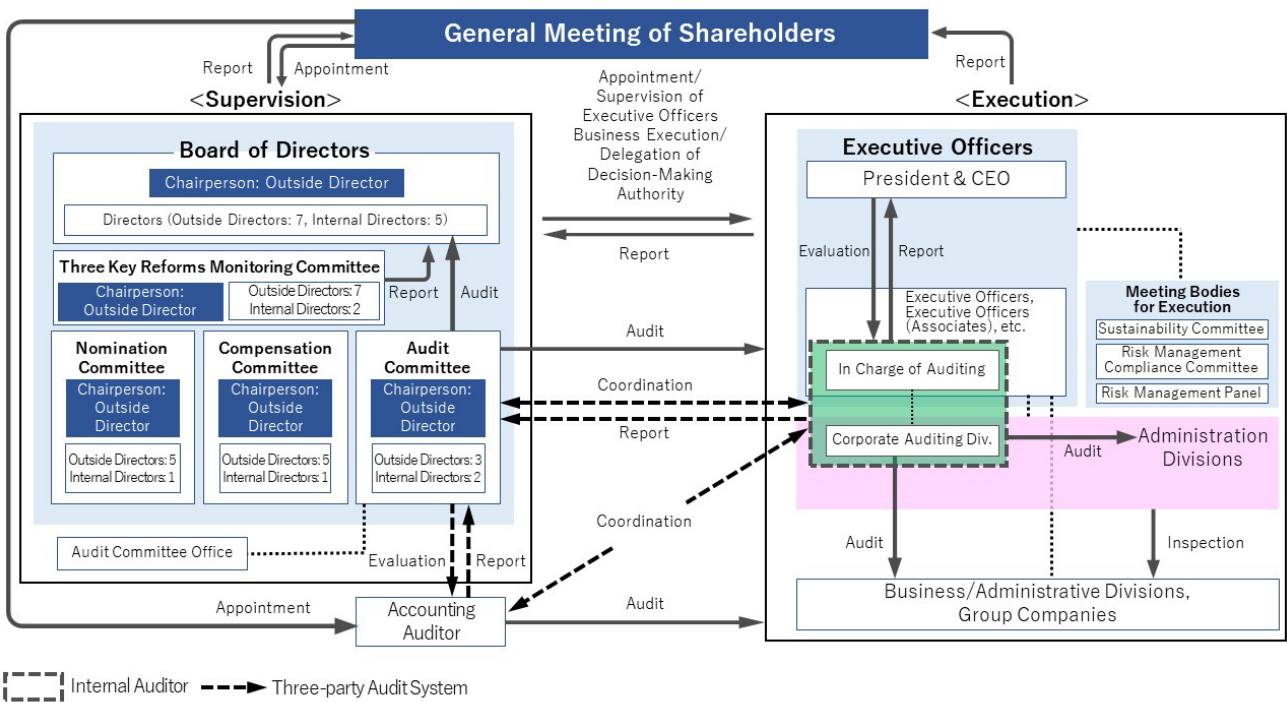 General Meeting of Shareholders
Report
Appointment
<Supervision>
Appointment/
Supervision of
Executive Officers
Business Execution/
Delegation of
Decision-Making
Authority
Report
Report
<Execution>
Board of Directors
Chairperson: Outside Director
Directors (Outside Directors: 7, Internal Directors: 5)
Three Key Reforms Monitoring Committee
Chairperson:
Outside Director
Outside Directors: 7
Internal Directors: 2
Report
Audit
Nomination
Committee
Chairperson:
Outside
Director
Outside Directors: 5
Internal Directors: 1
Compensation
Committee
Chairperson:
Outside
Director
Outside Directors: 5
Internal Directors: 1
Audit
Committee
Chairperson:
Outside
Director
Outside Directors: 3
Internal Directors: 2
Audit Committee Office
Evaluation
Report
Audit
Coordination
Report
Coordination
Appointment
Accounting
Auditor
Audit
Executive Officers
President & CEO
Evaluation
Report
Executive Officers,
Executive Officers
(Associates), etc.
In Charge of Auditing
Corporate Auditing Div.
Audit
Administration
Divisions
Meeting Bodies
for Execution
Sustainability Committee
Risk Management
Compliance Committee
Risk Management Panel
Audit
Inspection
Business/Administrative Divisions,
Group Companies
Internal Auditor
Three-party Audit System